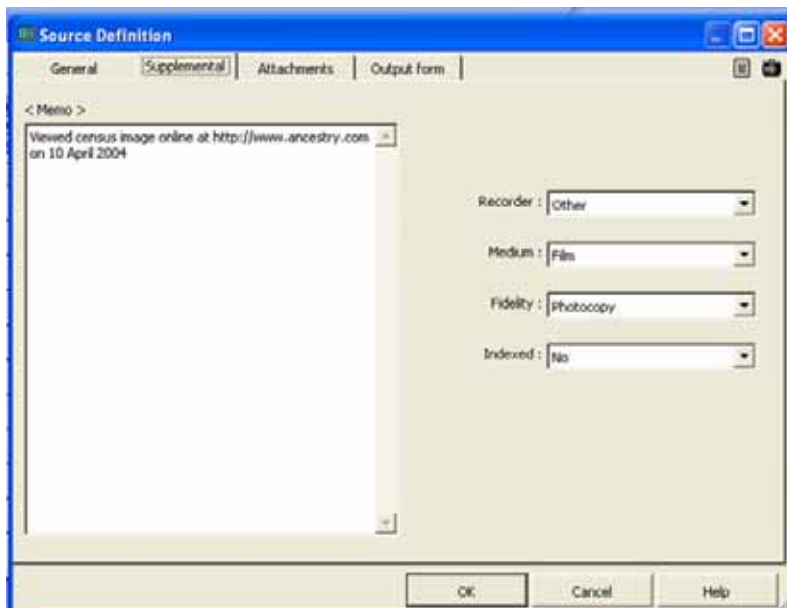 Source Definition
General Supplemental Attachments Output form
< Memo >
Viewed census image online at http://www.ancestry.com
on 10 April 2004
Recorder : Other
Medium : Film
Fidelity : Photocopy
Indexed : No
OK Cancel Help